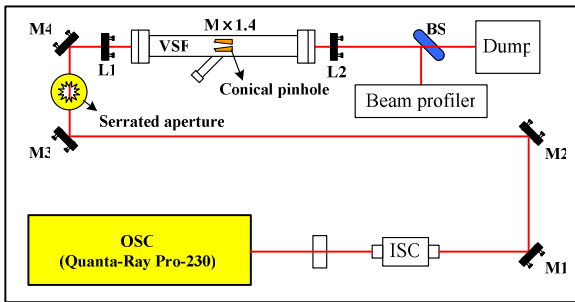 M4
M×1.4
BS
VSF
Dump
L1
L2
Conical pinhole
Beam profiler
Serrated aperture
M3
M2
OSC
(Quanta-Ray Pro-230)
ISC
M1